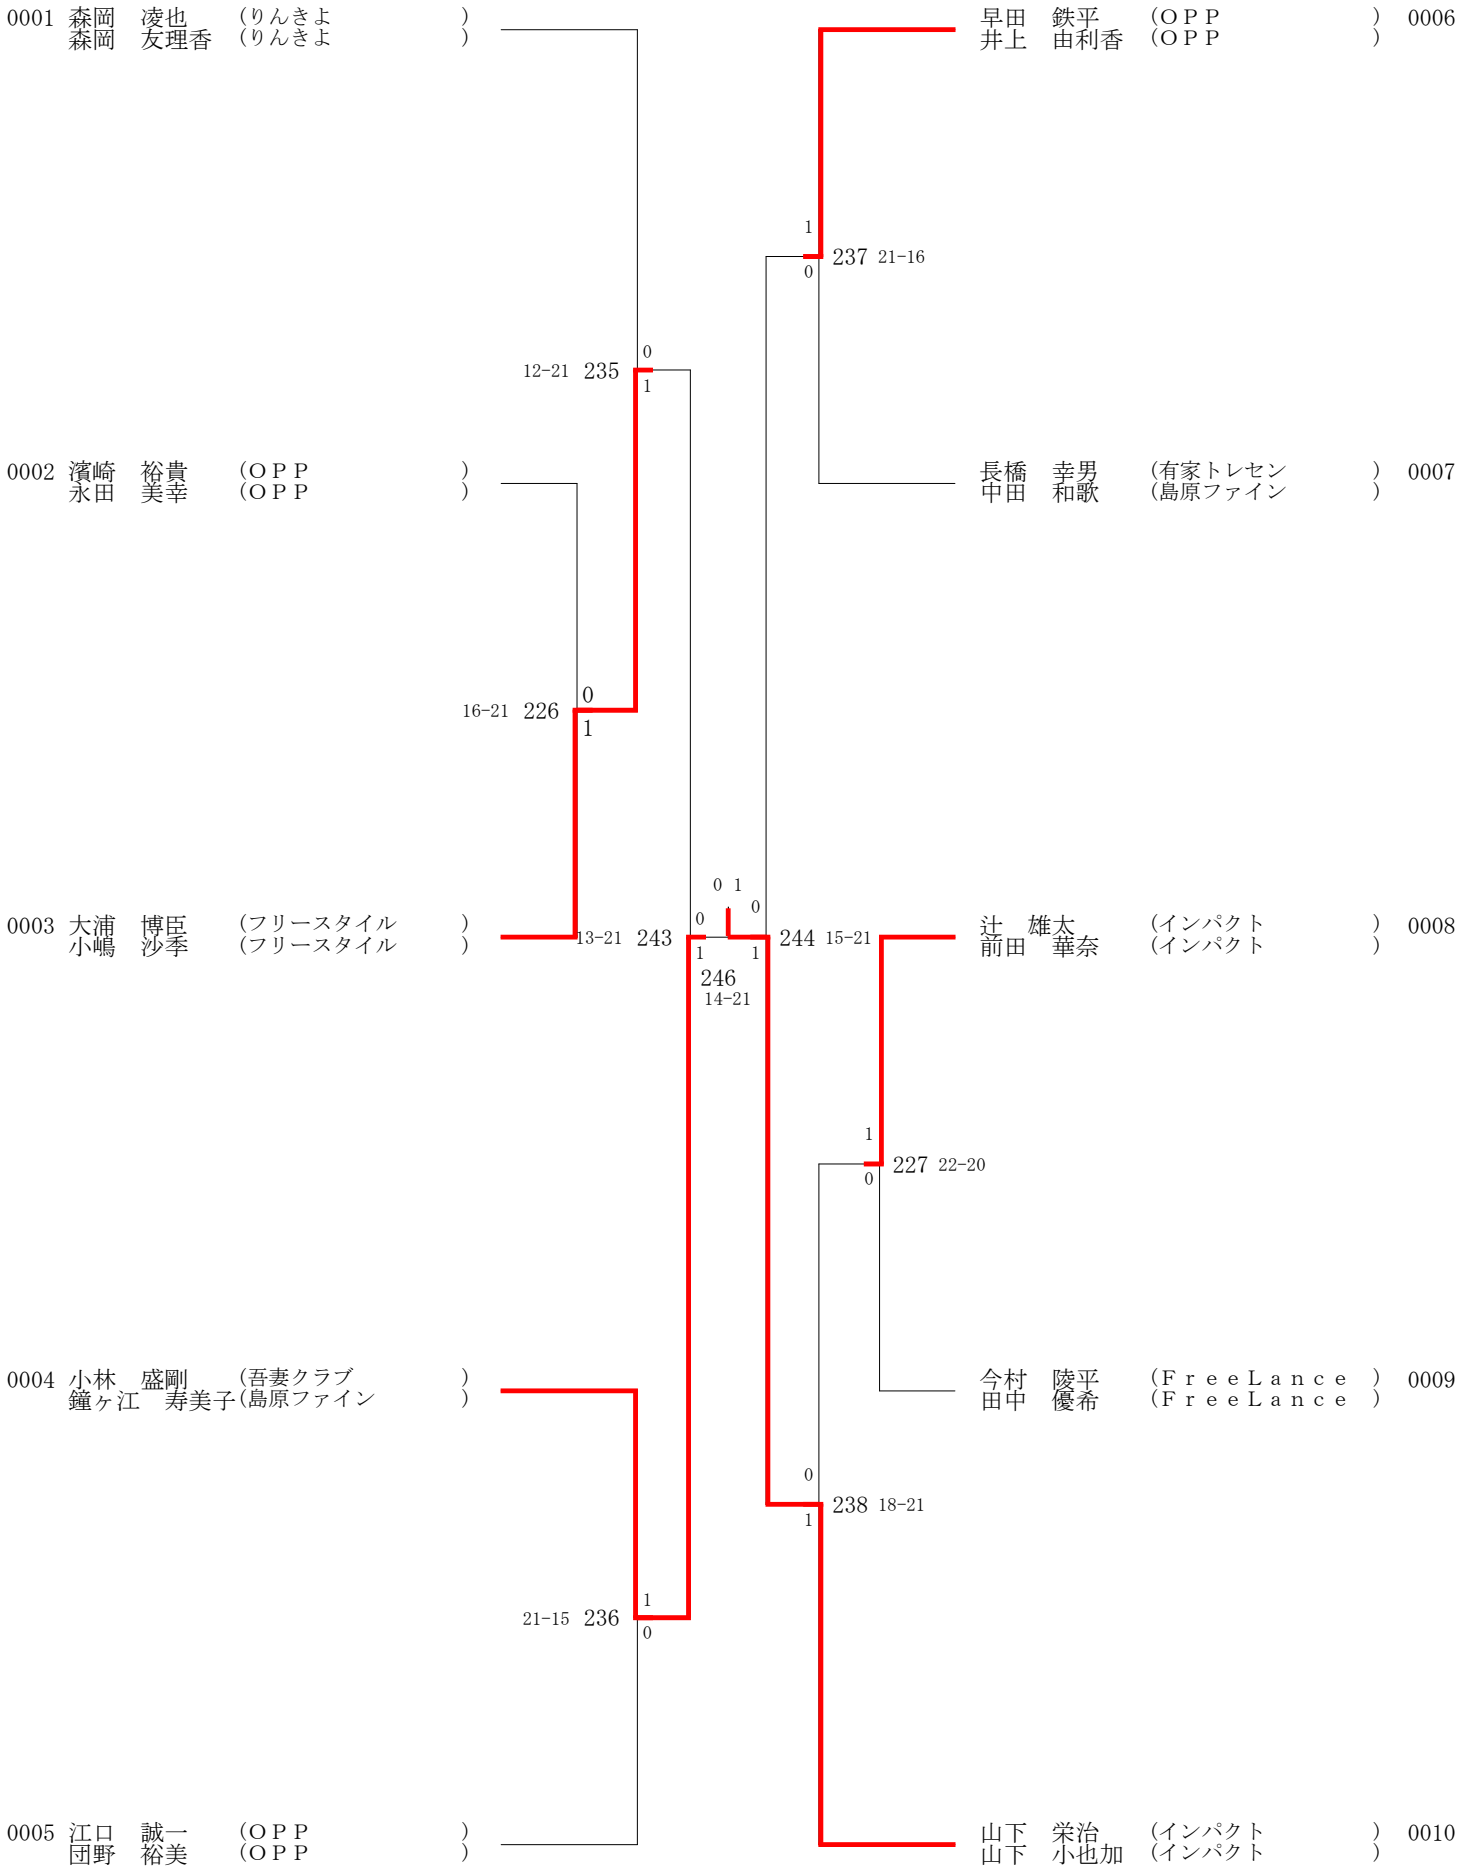 0001 森岡　凌也　(りんきよ　)
森岡　友理香　(りんきよ　)
早田　鉄平　(ＯＰＰ　) 0006
井上　由利香　(ＯＰＰ　)
1
237 21-16
0
0
12-21 235
1
0002 濱崎　裕貴　(ＯＰＰ　)
永田　美幸　(ＯＰＰ　)
長橋　幸男　(有家トレセン　) 0007
中田　和歌　(島原ファイン　)
0
16-21 226
1
0 1
0003 大浦　博臣　(フリースタイル　)
小嶋　沙季　(フリースタイル　)
0
13-21 243
1
0
244 15-21
1
246
14-21
辻　雄太　(インパクト　) 0008
前田　華奈　(インパクト　)
1
227 22-20
0
0004 小林　盛剛　(吾妻クラブ　)
鐘ヶ江　寿美子(島原ファイン　)
今村　陵平　(ＦｒｅｅＬａｎｃｅ　) 0009
田中　優希　(ＦｒｅｅＬａｎｃｅ　)
0
238 18-21
1
1
21-15 236
0
0005 江口　誠一　(ＯＰＰ　)
団野　裕美　(ＯＰＰ　)
山下　栄治　(インパクト　) 0010
山下　小也加　(インパクト　)